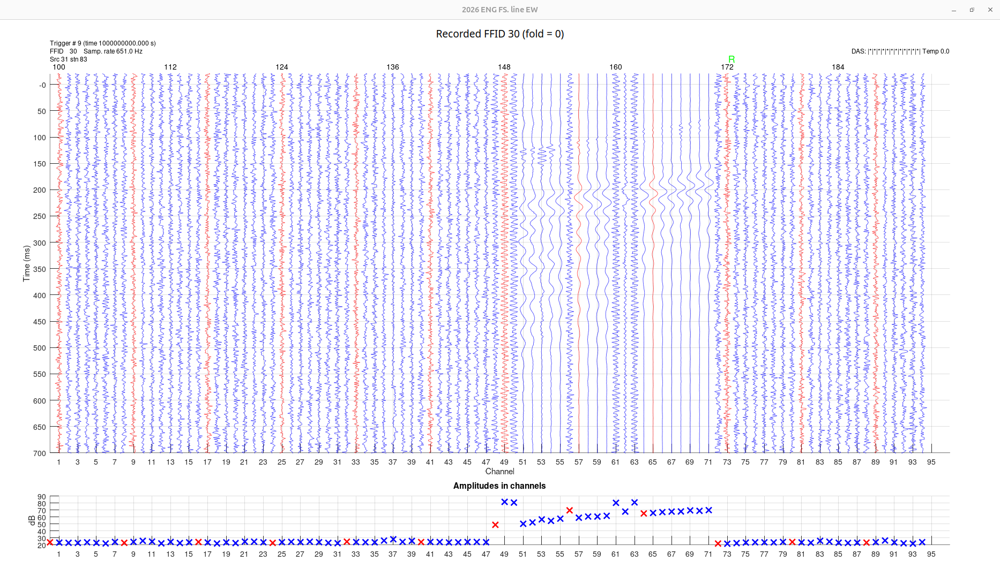 2026 ENG FS. line EW
Recorded FFID 30 (fold = 0)
Trigger # 9 (time 1000000000.000 s)
FFID 30 Samp. rate 651.0 Hz
DAS: |*|*|*|*|*|*|*|*|*|*|*| Temp 0.0
Src 31 stn 83
R
100 112 124 136 148 160 172 184
-0
50
100
150
200
250
300
350
400
450
500
550
600
650
700
Time (ms)
1 3 5 7 9 11 13 15 17 19 21 23 25 27 29 31 33 35 37 39 41 43 45 47 49 51 53 55 57 59 61 63 65 67 69 71 73 75 77 79 81 83 85 87 89 91 93 95
Channel
Amplitudes in channels
90
80
70
60
50
40
30
20
dB
1 3 5 7 9 11 13 15 17 19 21 23 25 27 29 31 33 35 37 39 41 43 45 47 49 51 53 55 57 59 61 63 65 67 69 71 73 75 77 79 81 83 85 87 89 91 93 95